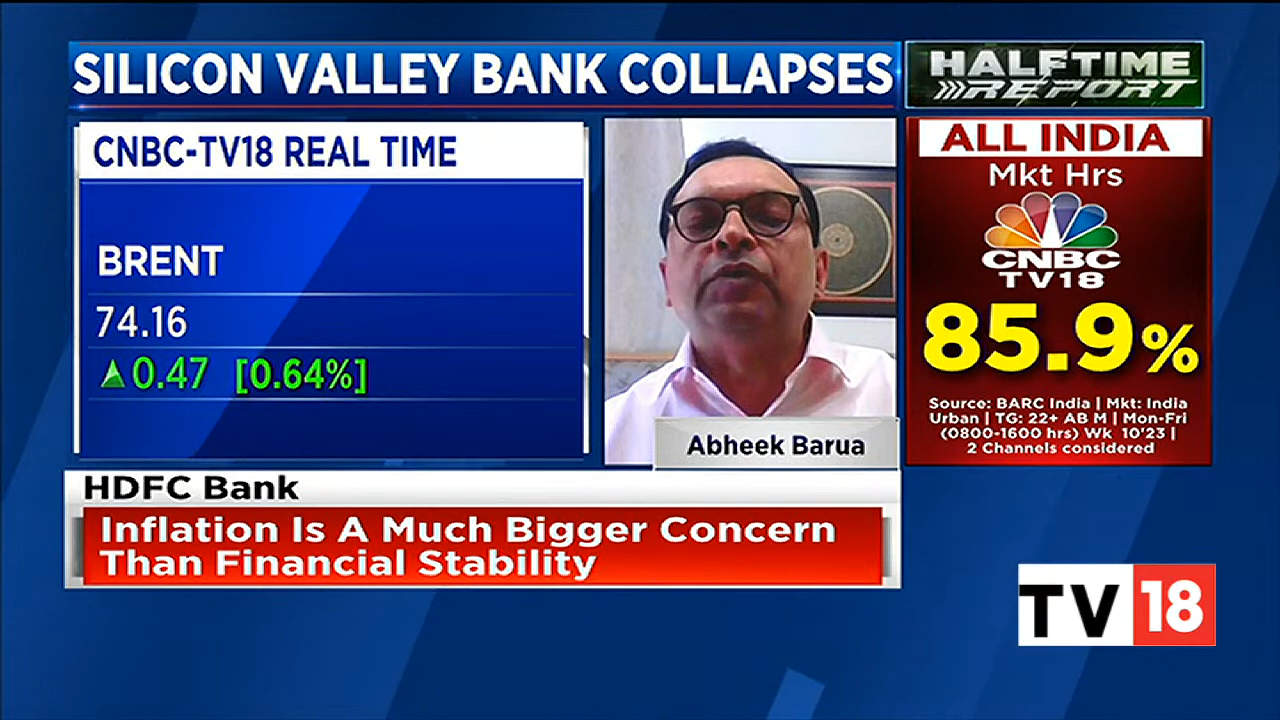 SILICON VALLEY BANK COLLAPSES
HALFTIME
REPORT
CNBC-TV18 REAL TIME
BRENT
74.16
0.47 [0.64%]
Abheek Barua
ALL INDIA
Mkt Hrs
CNBC
TV18
85.9%
Source: BARC India | Mkt: India
Urban | TG: 22+ AB M | Mon-Fri
(0800-1600 hrs) Wk 10'23 |
2 Channels considered
HDFC Bank
Inflation Is A Much Bigger Concern
Than Financial Stability
TV18